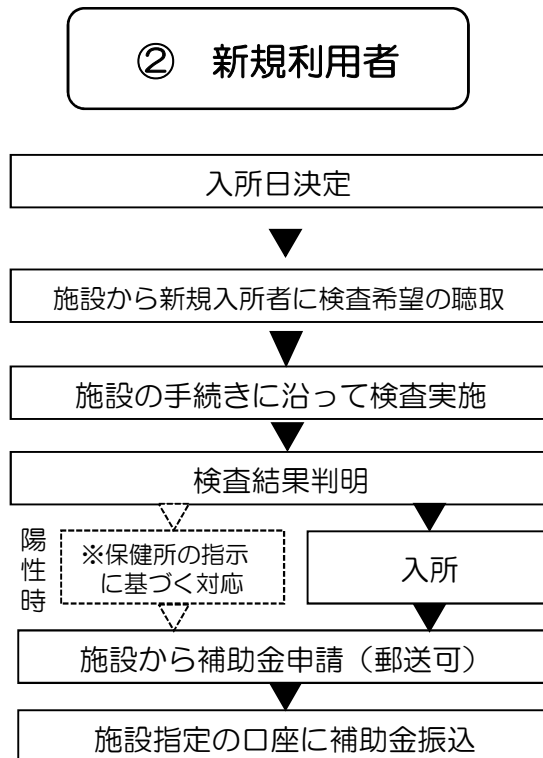 ② 新規利用者
入所日決定
施設から新規入所者に検査希望の聴取
施設の手続きに沿って検査実施
検査結果判明
陽性時
※保健所の指示
に基づく対応
入所
施設から補助金申請（郵送可）
施設指定の口座に補助金振込